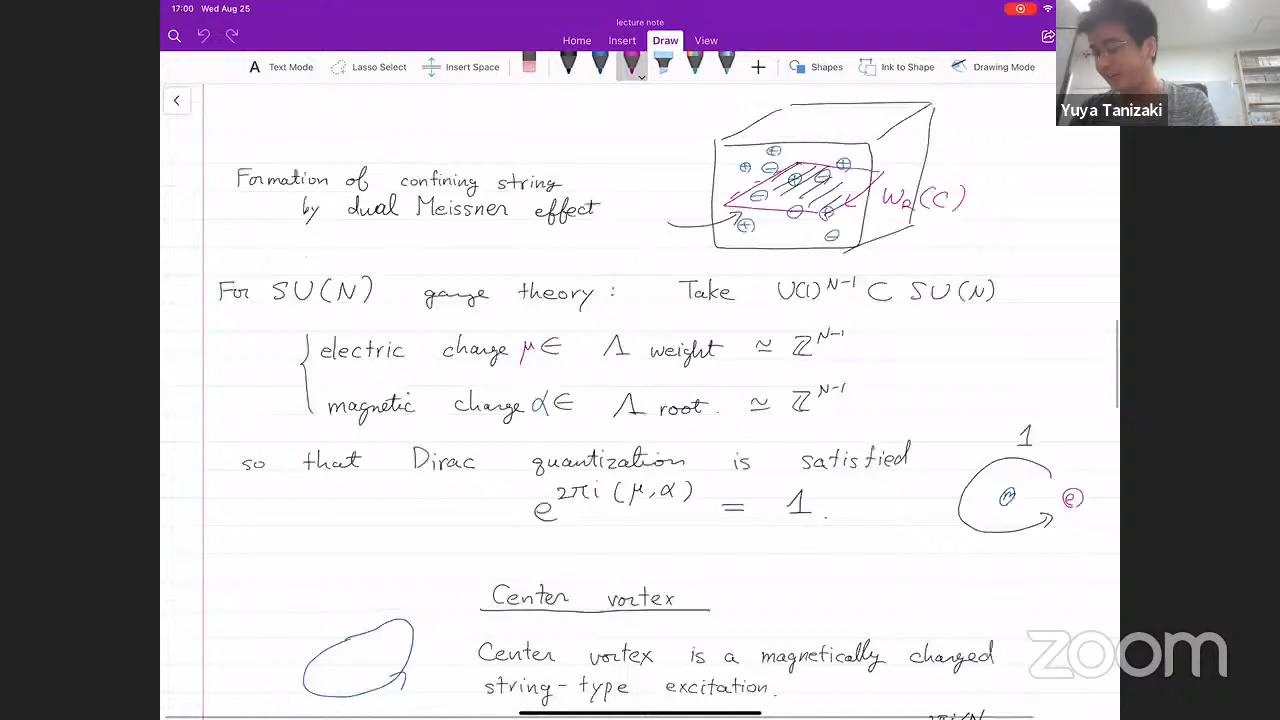 17:00 Wed Aug 25
lecture note
Home Insert Draw View
Text Mode Lasso Select Insert Space Shapes Ink to Shape Drawing Mode
Yuya Tanizaki
Formation of confining string
by dual Meissner effect
W_R(C)
For SU(N) gauge theory : Take U(1)^{N-1} ⊂ SU(N)
electric charge μ ∈ Λ weight ≃ ℤ^{N-1}
magnetic charge α ∈ Λ root. ≃ ℤ^{N-1}
so that Dirac quantization is satisfied
e^{2πi (μ,α)} = 1.
1
m e
Center vortex
Center vortex is a magnetically charged
string-type excitation.
2πi/N
zoom